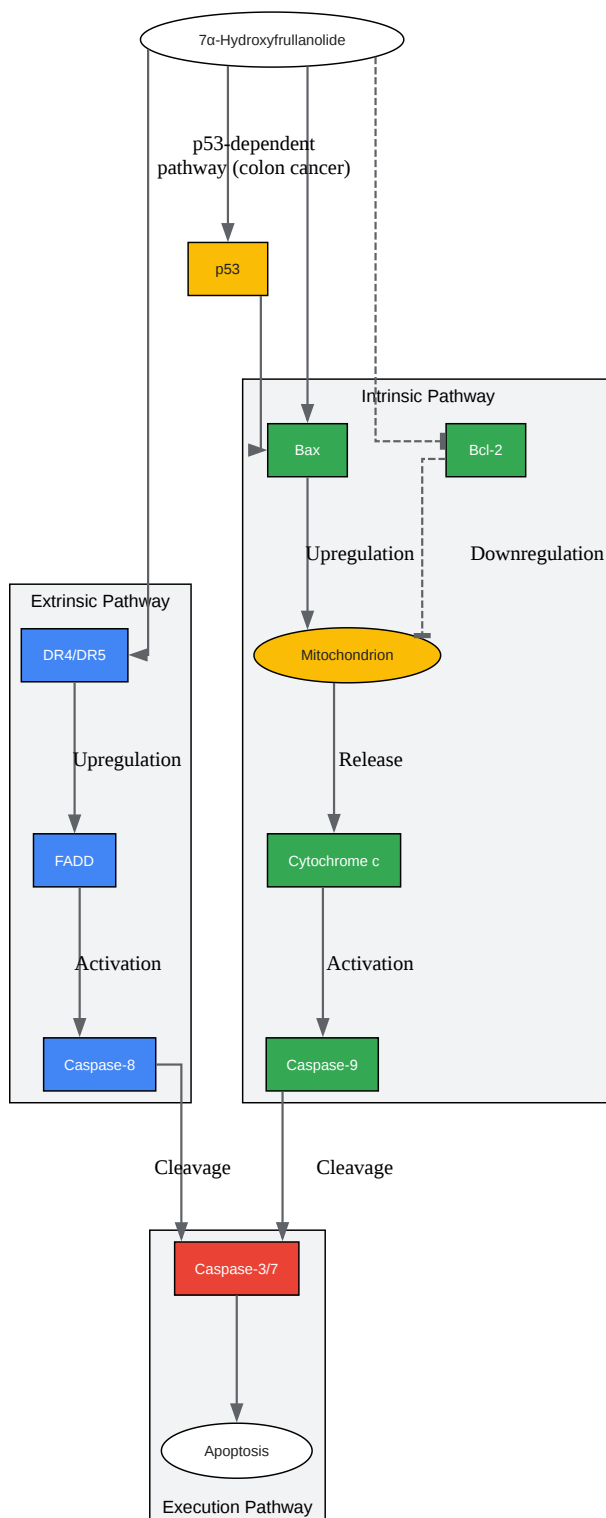 7α-Hydroxyfrullanolide
p53-dependent
pathway (colon cancer)
p53
Intrinsic Pathway
Bax
Bcl-2
Upregulation
Downregulation
Extrinsic Pathway
DR4/DR5
Mitochondrion
Upregulation
Release
FADD
Cytochrome c
Activation
Activation
Caspase-8
Caspase-9
Cleavage
Cleavage
Caspase-3/7
Apoptosis
Execution Pathway